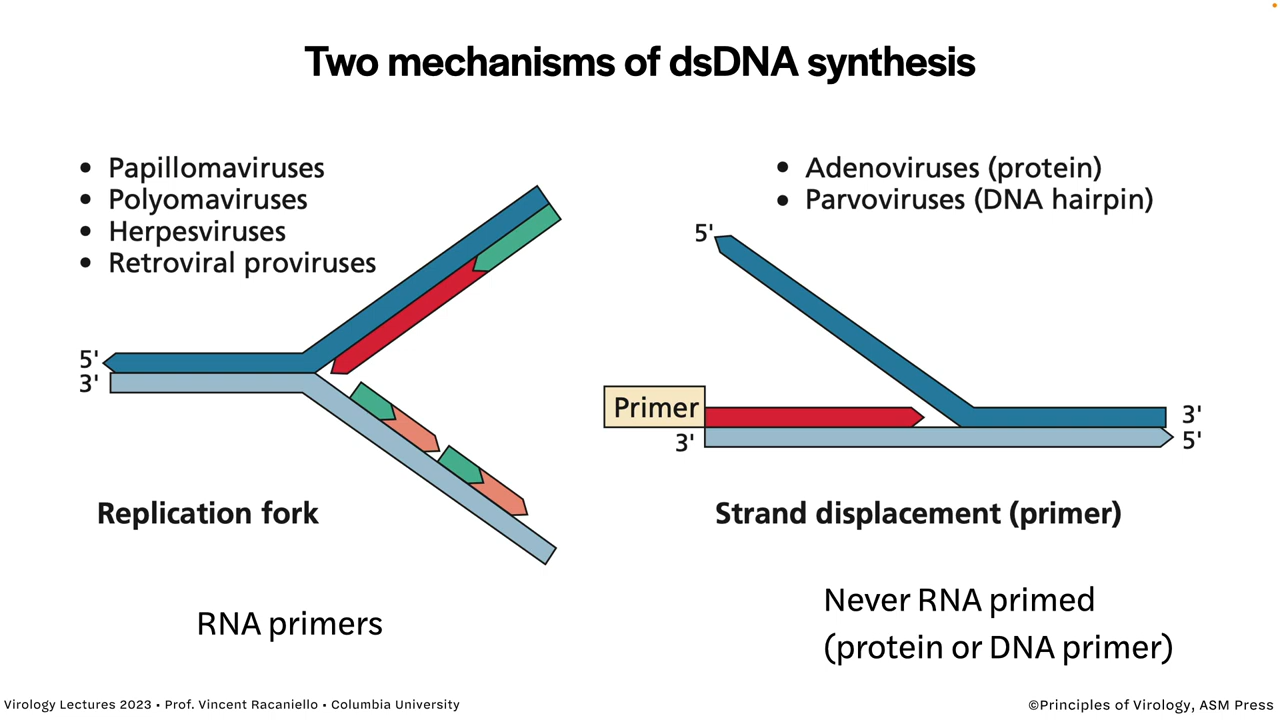 Two mechanisms of dsDNA synthesis
• Papillomaviruses
• Polyomaviruses
• Herpesviruses
• Retroviral proviruses
5'
3'
Replication fork
RNA primers
• Adenoviruses (protein)
• Parvoviruses (DNA hairpin)
5'
Primer
3'
3'
5'
Strand displacement (primer)
Never RNA primed
(protein or DNA primer)
Virology Lectures 2023 • Prof. Vincent Racaniello • Columbia University
©Principles of Virology, ASM Press